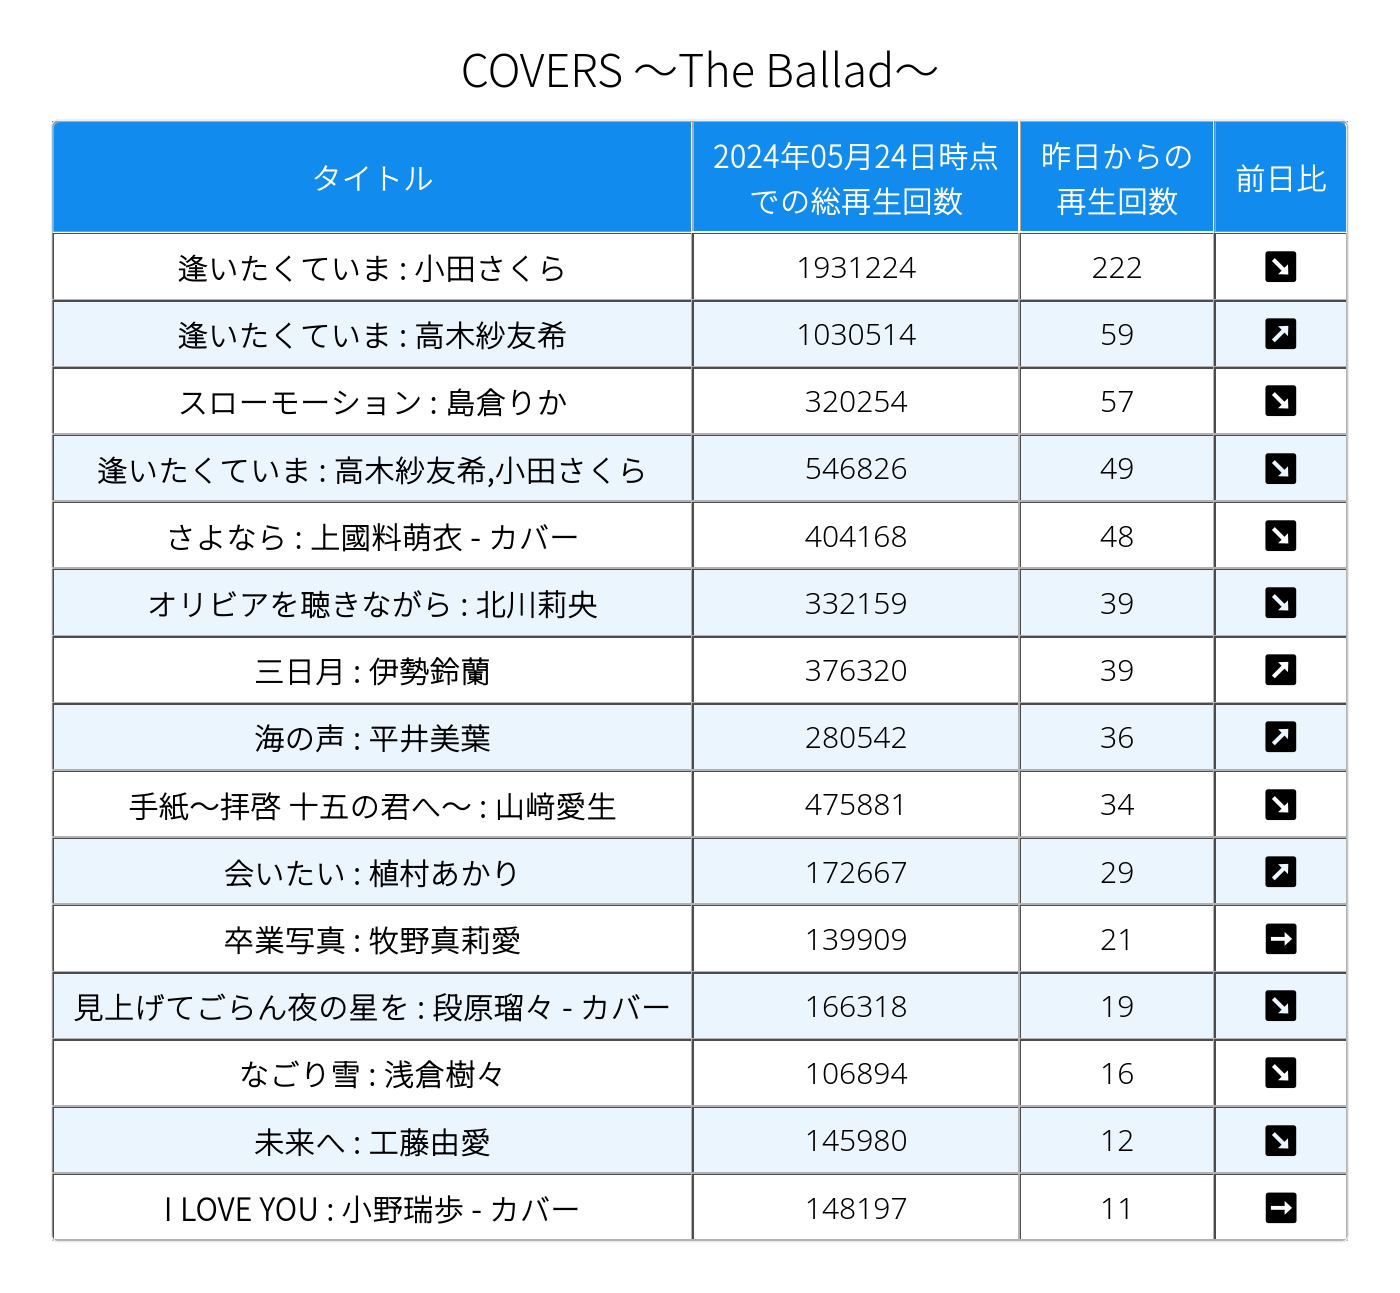 COVERS ～The Ballad～
タイトル 2024年05月24日時点での総再生回数 昨日からの再生回数 前日比
逢いたくていま : 小田さくら 1931224 222 ↘
逢いたくていま : 高木紗友希 1030514 59 ↗
スローモーション : 島倉りか 320254 57 ↘
逢いたくていま : 高木紗友希,小田さくら 546826 49 ↘
さよなら : 上國料萌衣 - カバー 404168 48 ↘
オリビアを聴きながら : 北川莉央 332159 39 ↘
三日月 : 伊勢鈴蘭 376320 39 ↗
海の声 : 平井美葉 280542 36 ↗
手紙～拝啓 十五の君へ～ : 山﨑愛生 475881 34 ↘
会いたい : 植村あかり 172667 29 ↗
卒業写真 : 牧野真莉愛 139909 21 →
見上げてごらん夜の星を : 段原瑠々 - カバー 166318 19 ↘
なごり雪 : 浅倉樹々 106894 16 ↘
未来へ : 工藤由愛 145980 12 ↘
I LOVE YOU : 小野瑞歩 - カバー 148197 11 →